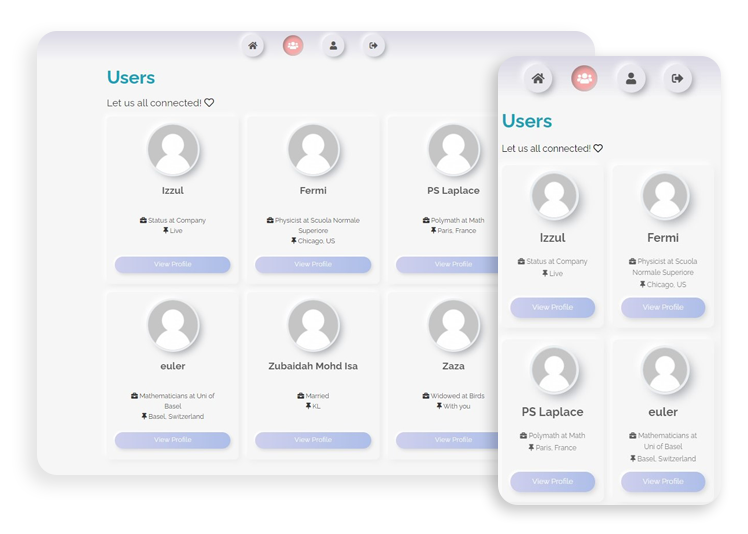 Users
Let us all connected!
Izzul
Status at Company
Live
View Profile
Fermi
Physicist at Scuola Normale
Superiore
Chicago, US
View Profile
PS Laplace
Polymath at Math
Paris, France
View Profile
euler
Mathematicians at Uni of
Basel
Basel, Switzerland
View Profile
Zubaidah Mohd Isa
Married
KL
View Profile
Zaza
Widowed at Birds
With you
View Profile
Users
Let us all connected!
Izzul
Status at Company
Live
View Profile
Fermi
Physicist at Scuola
Normale Superiore
Chicago, US
View Profile
PS Laplace
Polymath at Math
Paris, France
View Profile
euler
Mathematicians at
Uni of Basel
Basel, Switzerland
View Profile